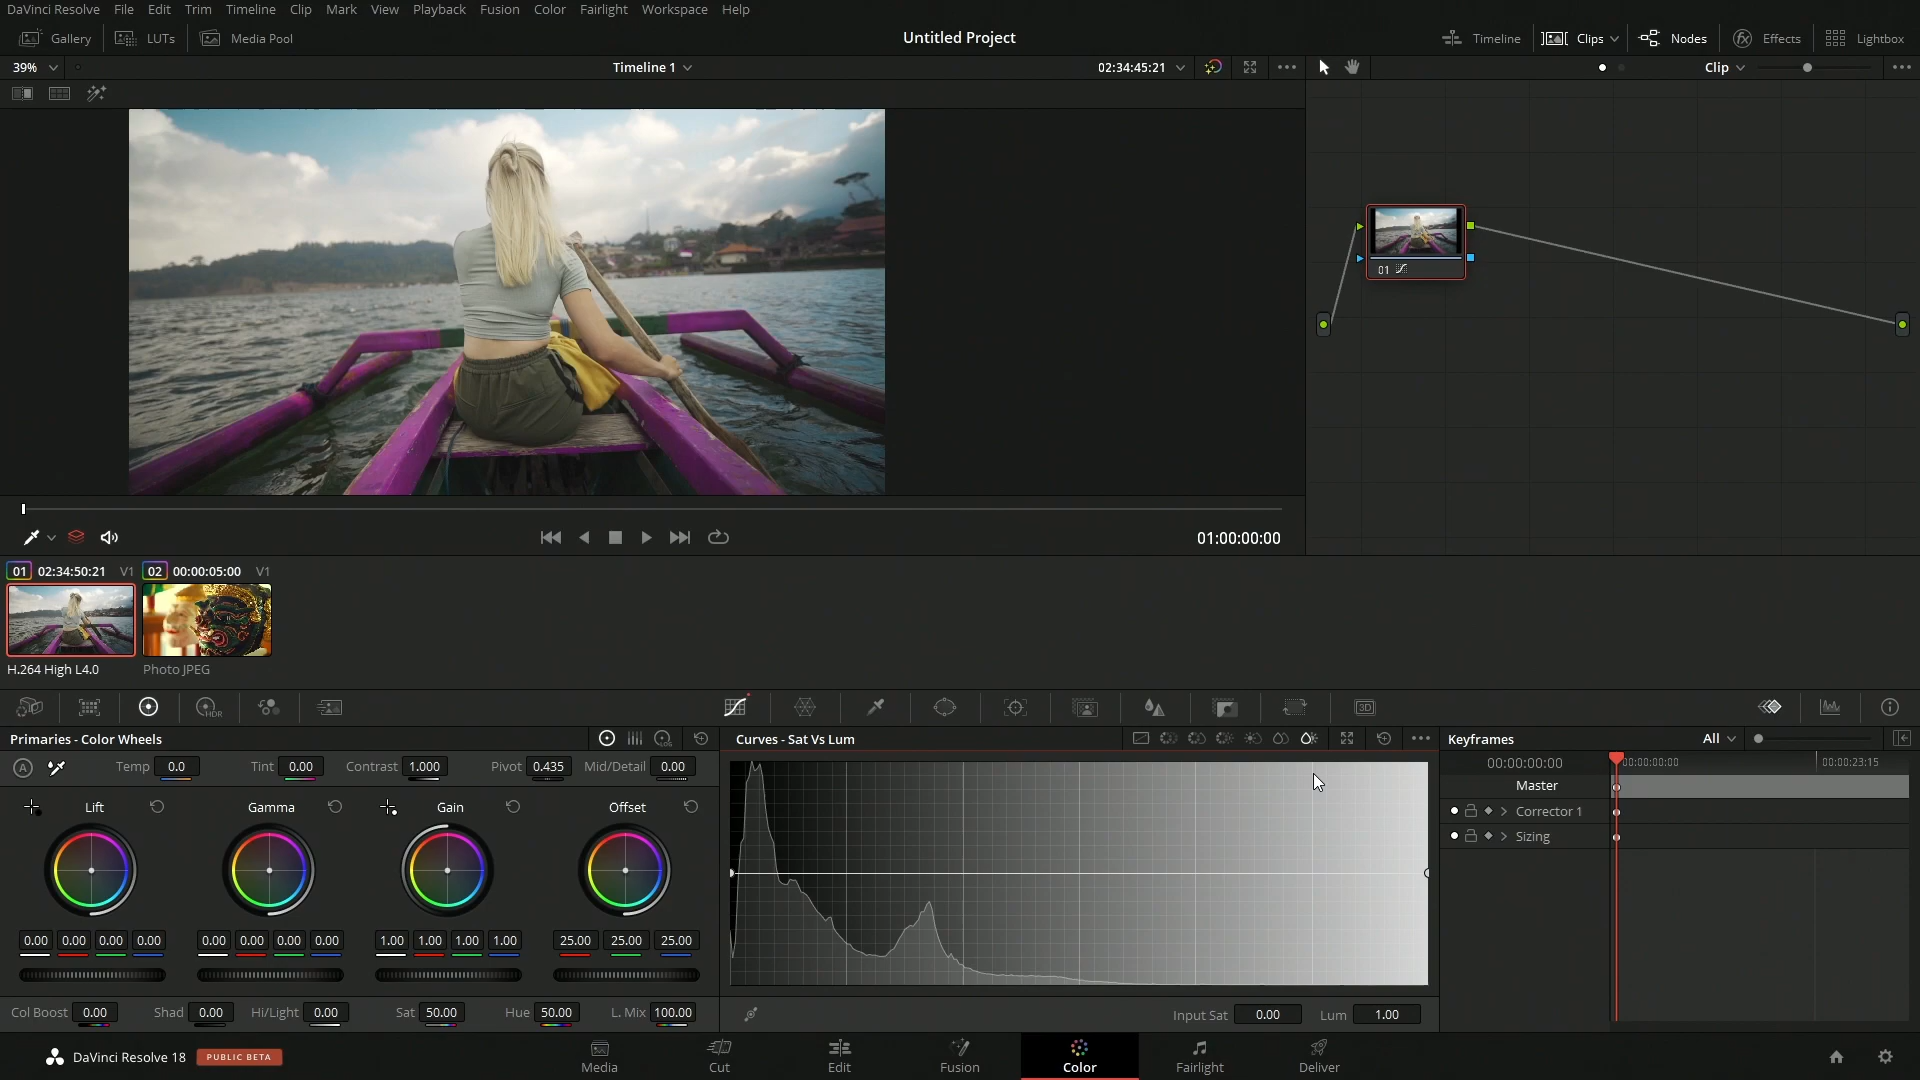 DaVinci Resolve File Edit Trim Timeline Clip Mark View Playback Fusion Color Fairlight Workspace Help
Gallery LUTs Media Pool Untitled Project Timeline Clips Nodes Effects Lightbox
39% Timeline 1 02:34:45:21 Clip
01
01:00:00:00
01 02:34:50:21 V1 02 00:00:05:00 V1
H.264 High L4.0 Photo JPEG
HDR 3D
Primaries - Color Wheels Curves - Sat Vs Lum Keyframes All
A Temp 0.0 Tint 0.00 Contrast 1.000 Pivot 0.435 Mid/Detail 0.00 00:00:00:00 00:00:00:00 00:00:23:15
Master
Lift Gamma Gain Offset Corrector 1
Sizing
0.00 0.00 0.00 0.00 0.00 0.00 0.00 0.00 1.00 1.00 1.00 1.00 25.00 25.00 25.00
Col Boost 0.00 Shad 0.00 Hi/Light 0.00 Sat 50.00 Hue 50.00 L. Mix 100.00 Input Sat 0.00 Lum 1.00
DaVinci Resolve 18 PUBLIC BETA Media Cut Edit Fusion Color Fairlight Deliver